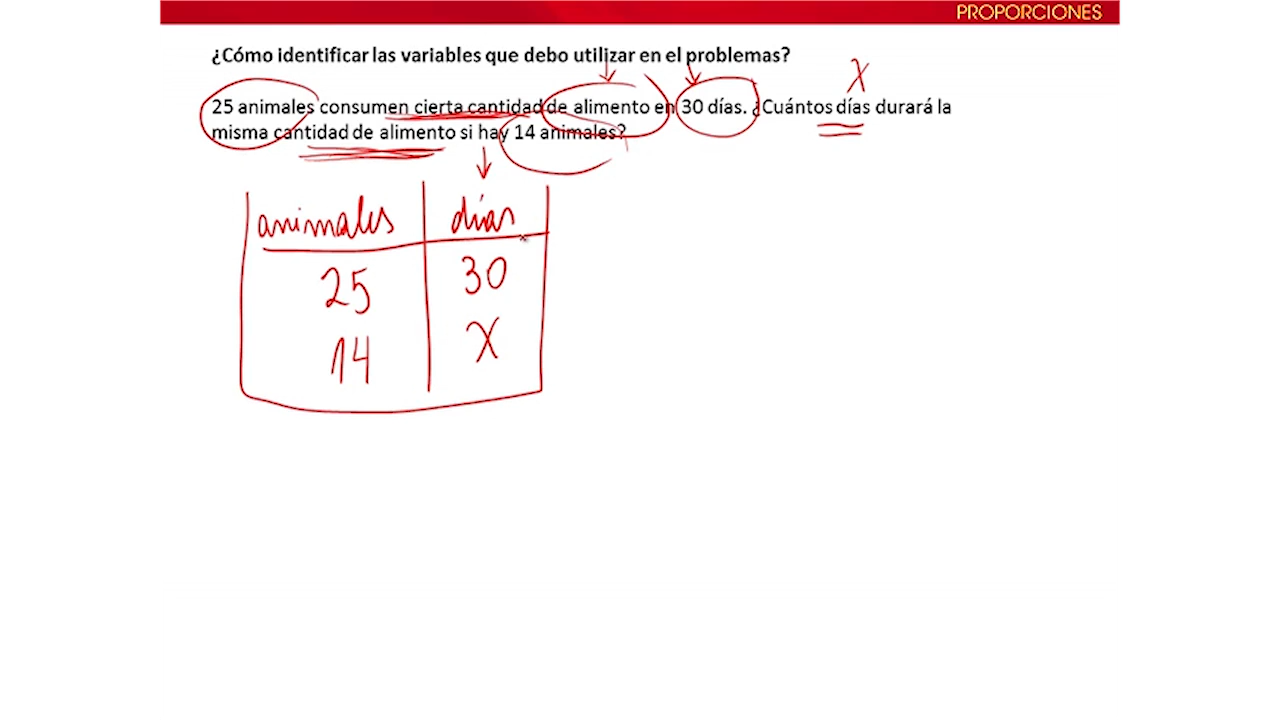 PROPORCIONES
¿Cómo identificar las variables que debo utilizar en el problemas?
X
25 animales consumen cierta cantidad de alimento en 30 días. ¿Cuántos días durará la
misma cantidad de alimento si hay 14 animales?
animales días
25 30
14 X